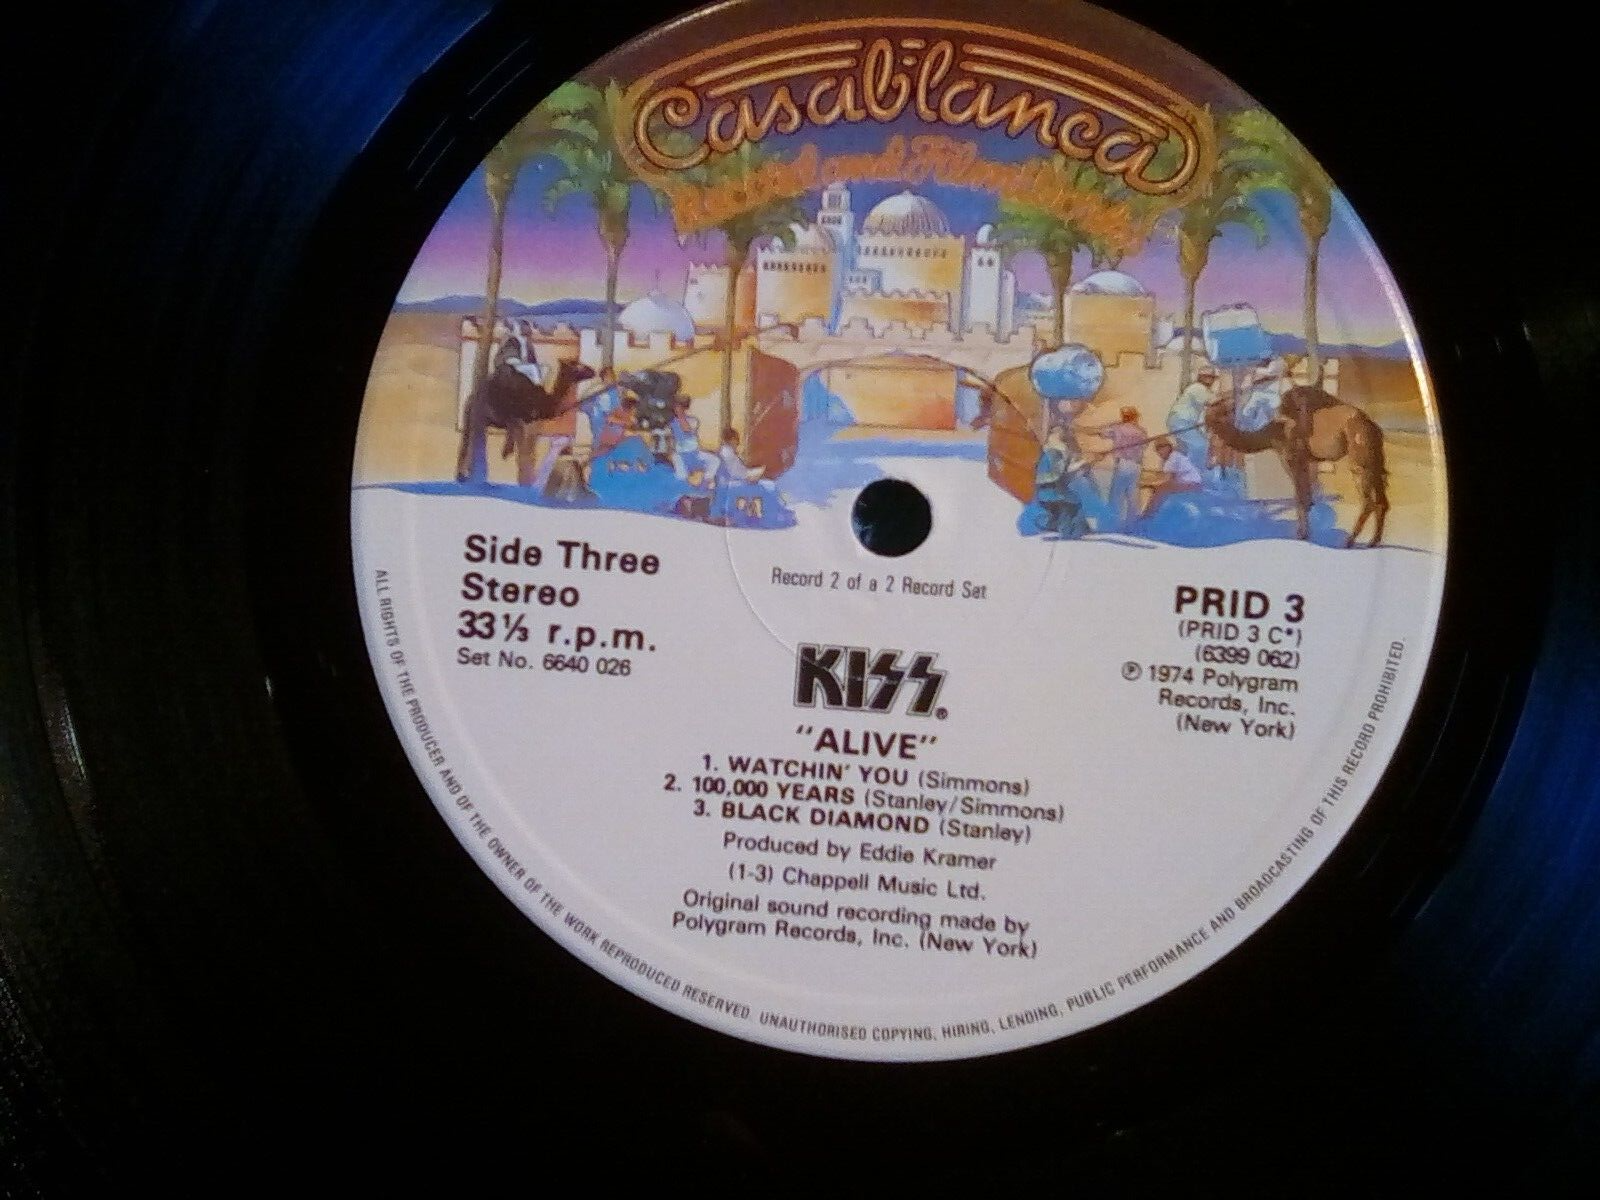 Casablanca
Record and FilmWorks
Side Three
Stereo
33⅓ r.p.m.
Set No. 6640 026
Record 2 of a 2 Record Set
PRID 3
(PRID 3 C*)
(6399 062)
℗ 1974 Polygram
Records, Inc.
(New York)
KISS®
"ALIVE"
1. WATCHIN' YOU (Simmons)
2. 100,000 YEARS (Stanley/Simmons)
3. BLACK DIAMOND (Stanley)
Produced by Eddie Kramer
(1-3) Chappell Music Ltd.
Original sound recording made by
Polygram Records, Inc. (New York)
ALL RIGHTS OF THE PRODUCER AND OF THE OWNER OF THE WORK REPRODUCED RESERVED. UNAUTHORISED COPYING, HIRING, LENDING, PUBLIC PERFORMANCE AND BROADCASTING OF THIS RECORD PROHIBITED.